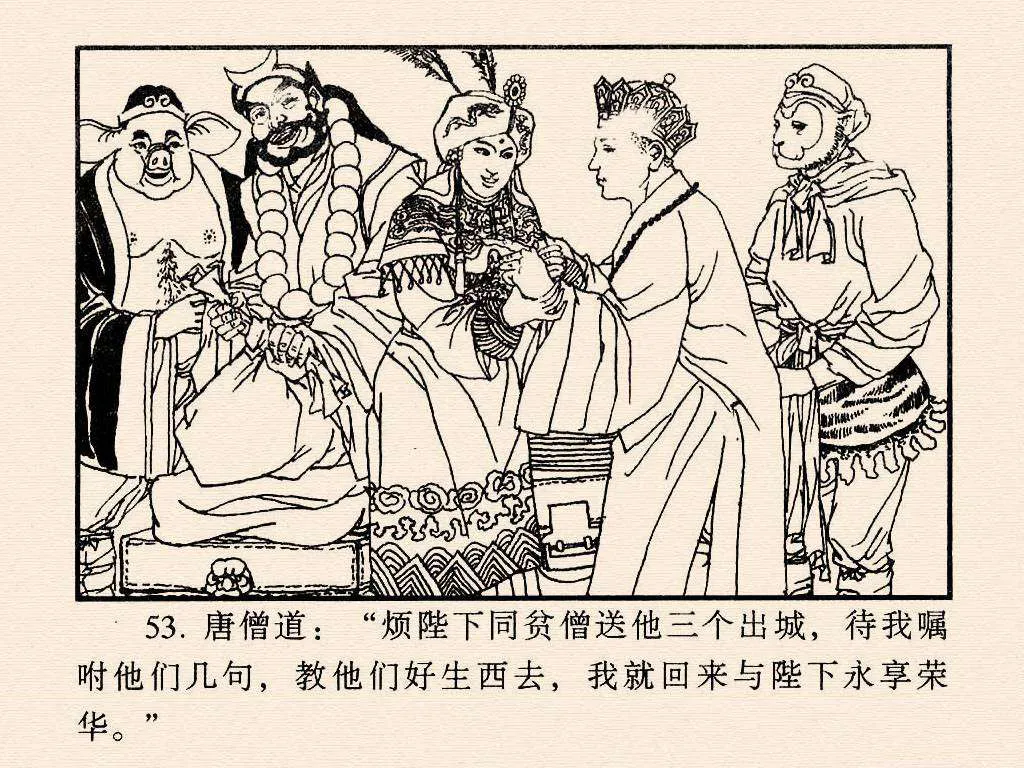 53. 唐僧道：“烦陛下同贫僧送他三个出城，待我嘱
咐他们几句，教他们好生西去，我就回来与陛下永享荣
华。”